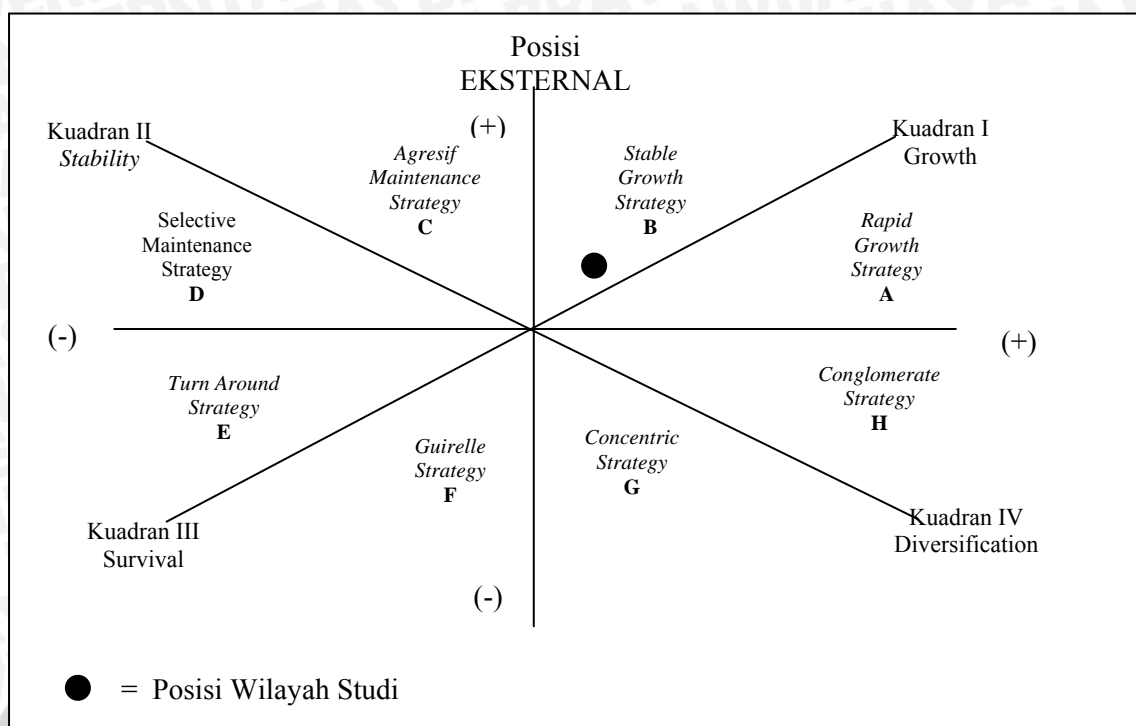 Posisi
EKSTERNAL
(+)
Kuadran II
Stability
Agresif
Maintenance
Strategy
C
Stable
Growth
Strategy
B
Kuadran I
Growth
Selective
Maintenance
Strategy
D
Rapid
Growth
Strategy
A
(-)
(+)
Turn Around
Strategy
E
Guirelle
Strategy
F
Concentric
Strategy
G
Conglomerate
Strategy
H
Kuadran III
Survival
Kuadran IV
Diversification
(-)
= Posisi Wilayah Studi